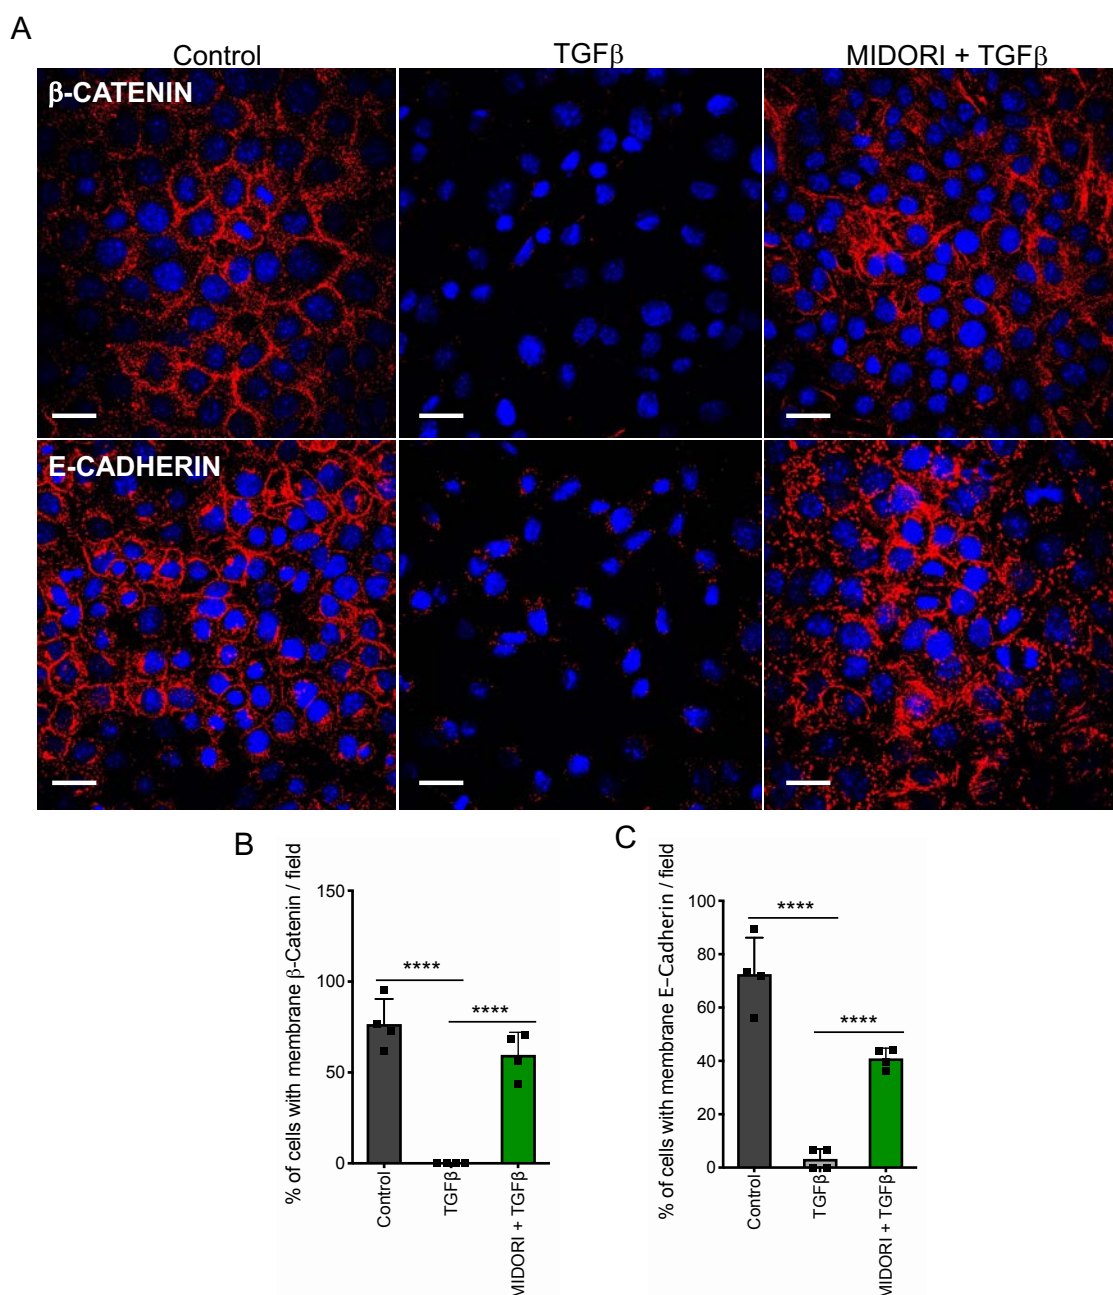 A
Control
TGFβ
MIDORI + TGFβ
β-CATENIN
E-CADHERIN
B
% of cells with membrane β-Catenin / field
150
100
50
0
****
****
Control
TGFβ
MIDORI + TGFβ
C
% of cells with membrane E-Cadherin / field
100
80
60
40
20
0
****
****
Control
TGFβ
MIDORI + TGFβ